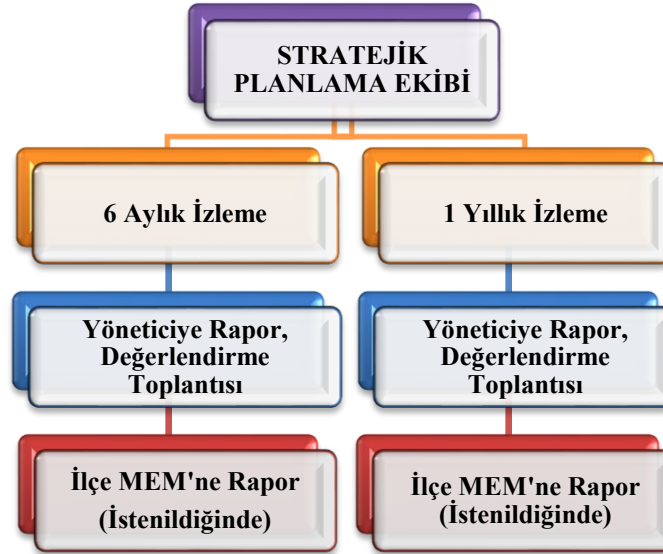 STRATEJİK
PLANLAMA EKİBİ
6 Aylık İzleme
1 Yıllık İzleme
Yöneticiye Rapor,
Değerlendirme
Toplantısı
Yöneticiye Rapor,
Değerlendirme
Toplantısı
İlçe MEM'ne Rapor
(İstenildiğinde)
İlçe MEM'ne Rapor
(İstenildiğinde)